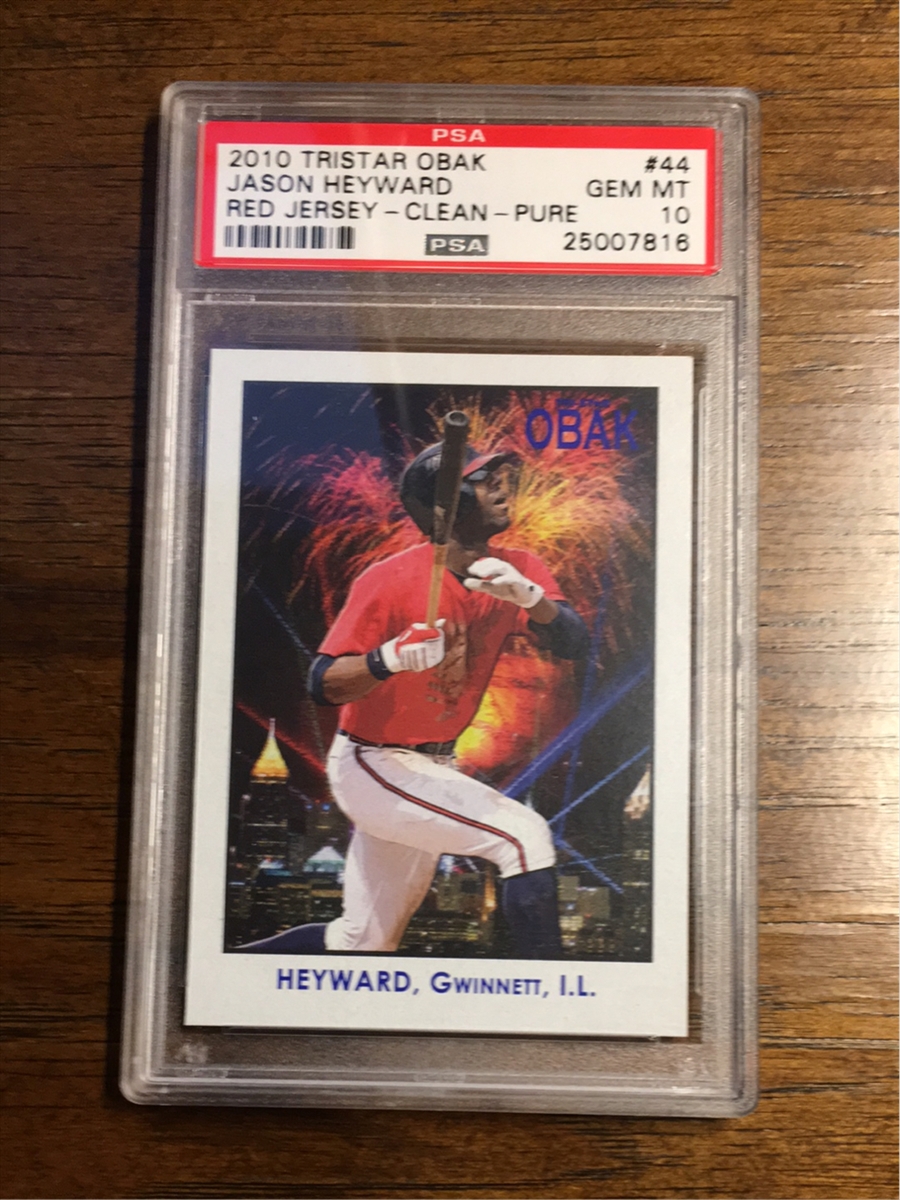 PSA
2010 TRISTAR OBAK #44
JASON HEYWARD GEM MT
RED JERSEY - CLEAN - PURE 10
PSA 25007816
OBAK
HEYWARD, GWINNETT, I.L.